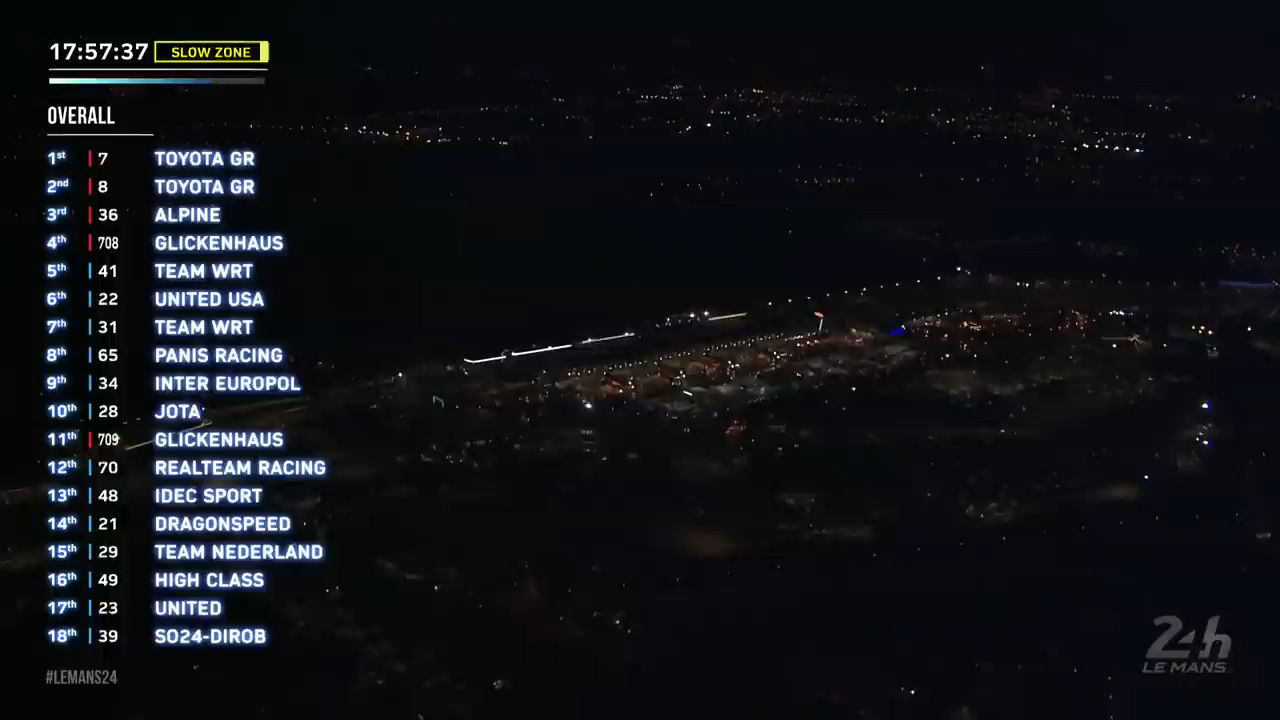 17:57:37 SLOW ZONE
OVERALL
1st 7 TOYOTA GR
2nd 8 TOYOTA GR
3rd 36 ALPINE
4th 708 GLICKENHAUS
5th 41 TEAM WRT
6th 22 UNITED USA
7th 31 TEAM WRT
8th 65 PANIS RACING
9th 34 INTER EUROPOL
10th 28 JOTA
11th 709 GLICKENHAUS
12th 70 REALTEAM RACING
13th 48 IDEC SPORT
14th 21 DRAGONSPEED
15th 29 TEAM NEDERLAND
16th 49 HIGH CLASS
17th 23 UNITED
18th 39 SO24-DIROB
#LEMANS24
24h
LE MANS